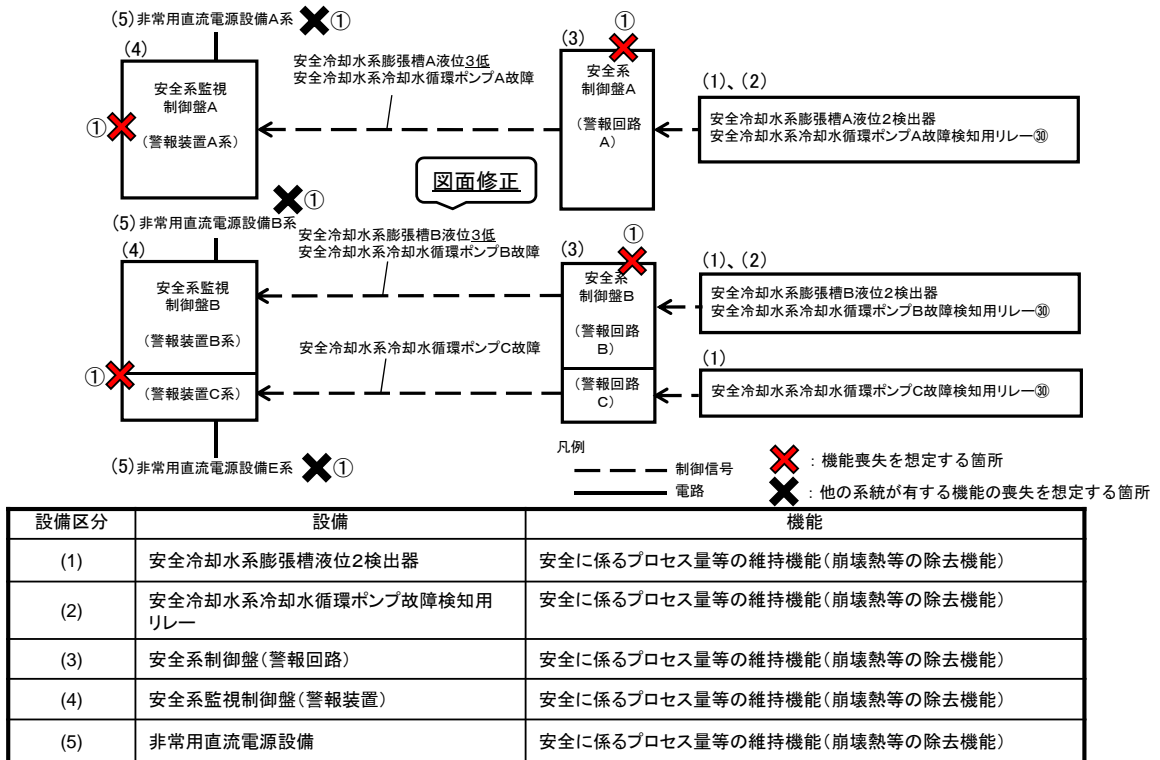 (5)非常用直流電源設備A系 ①
(4)
安全系監視
制御盤A
(警報装置A系)
①
安全冷却水系膨張槽A液位3低
安全冷却水系冷却水循環ポンプA故障
①
(3)
安全系
制御盤A
(警報回路
A)
(1)、(2)
安全冷却水系膨張槽A液位2検出器
安全冷却水系冷却水循環ポンプA故障検知用リレー㉚
図面修正
①
(5)非常用直流電源設備B系
(4)
安全系監視
制御盤B
(警報装置B系)
①
(警報装置C系)
安全冷却水系膨張槽B液位3低
安全冷却水系冷却水循環ポンプB故障
安全冷却水系冷却水循環ポンプC故障
①
(3)
安全系
制御盤B
(警報回路
B)
(警報回路
C)
(1)、(2)
安全冷却水系膨張槽B液位2検出器
安全冷却水系冷却水循環ポンプB故障検知用リレー㉚
(1)
安全冷却水系冷却水循環ポンプC故障検知用リレー㉚
(5)非常用直流電源設備E系 ①
凡例
制御信号
電路
:機能喪失を想定する箇所
:他の系統が有する機能の喪失を想定する箇所
設備区分 設備 機能
(1) 安全冷却水系膨張槽液位2検出器 安全に係るプロセス量等の維持機能(崩壊熱等の除去機能)
(2) 安全冷却水系冷却水循環ポンプ故障検知用 安全に係るプロセス量等の維持機能(崩壊熱等の除去機能)
リレー
(3) 安全系制御盤(警報回路) 安全に係るプロセス量等の維持機能(崩壊熱等の除去機能)
(4) 安全系監視制御盤(警報装置) 安全に係るプロセス量等の維持機能(崩壊熱等の除去機能)
(5) 非常用直流電源設備 安全に係るプロセス量等の維持機能(崩壊熱等の除去機能)